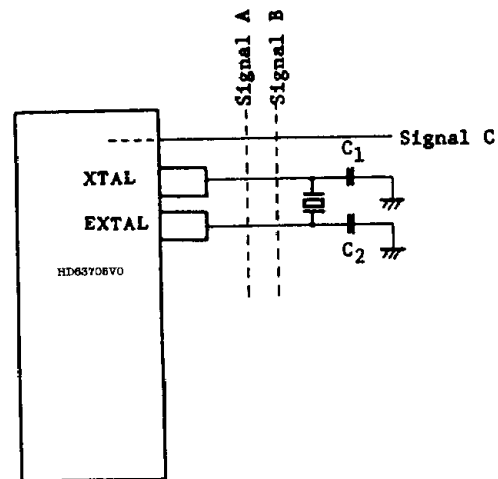 Signal A
Signal B
Signal C
C1
XTAL
EXTAL
C2
HD63705V0